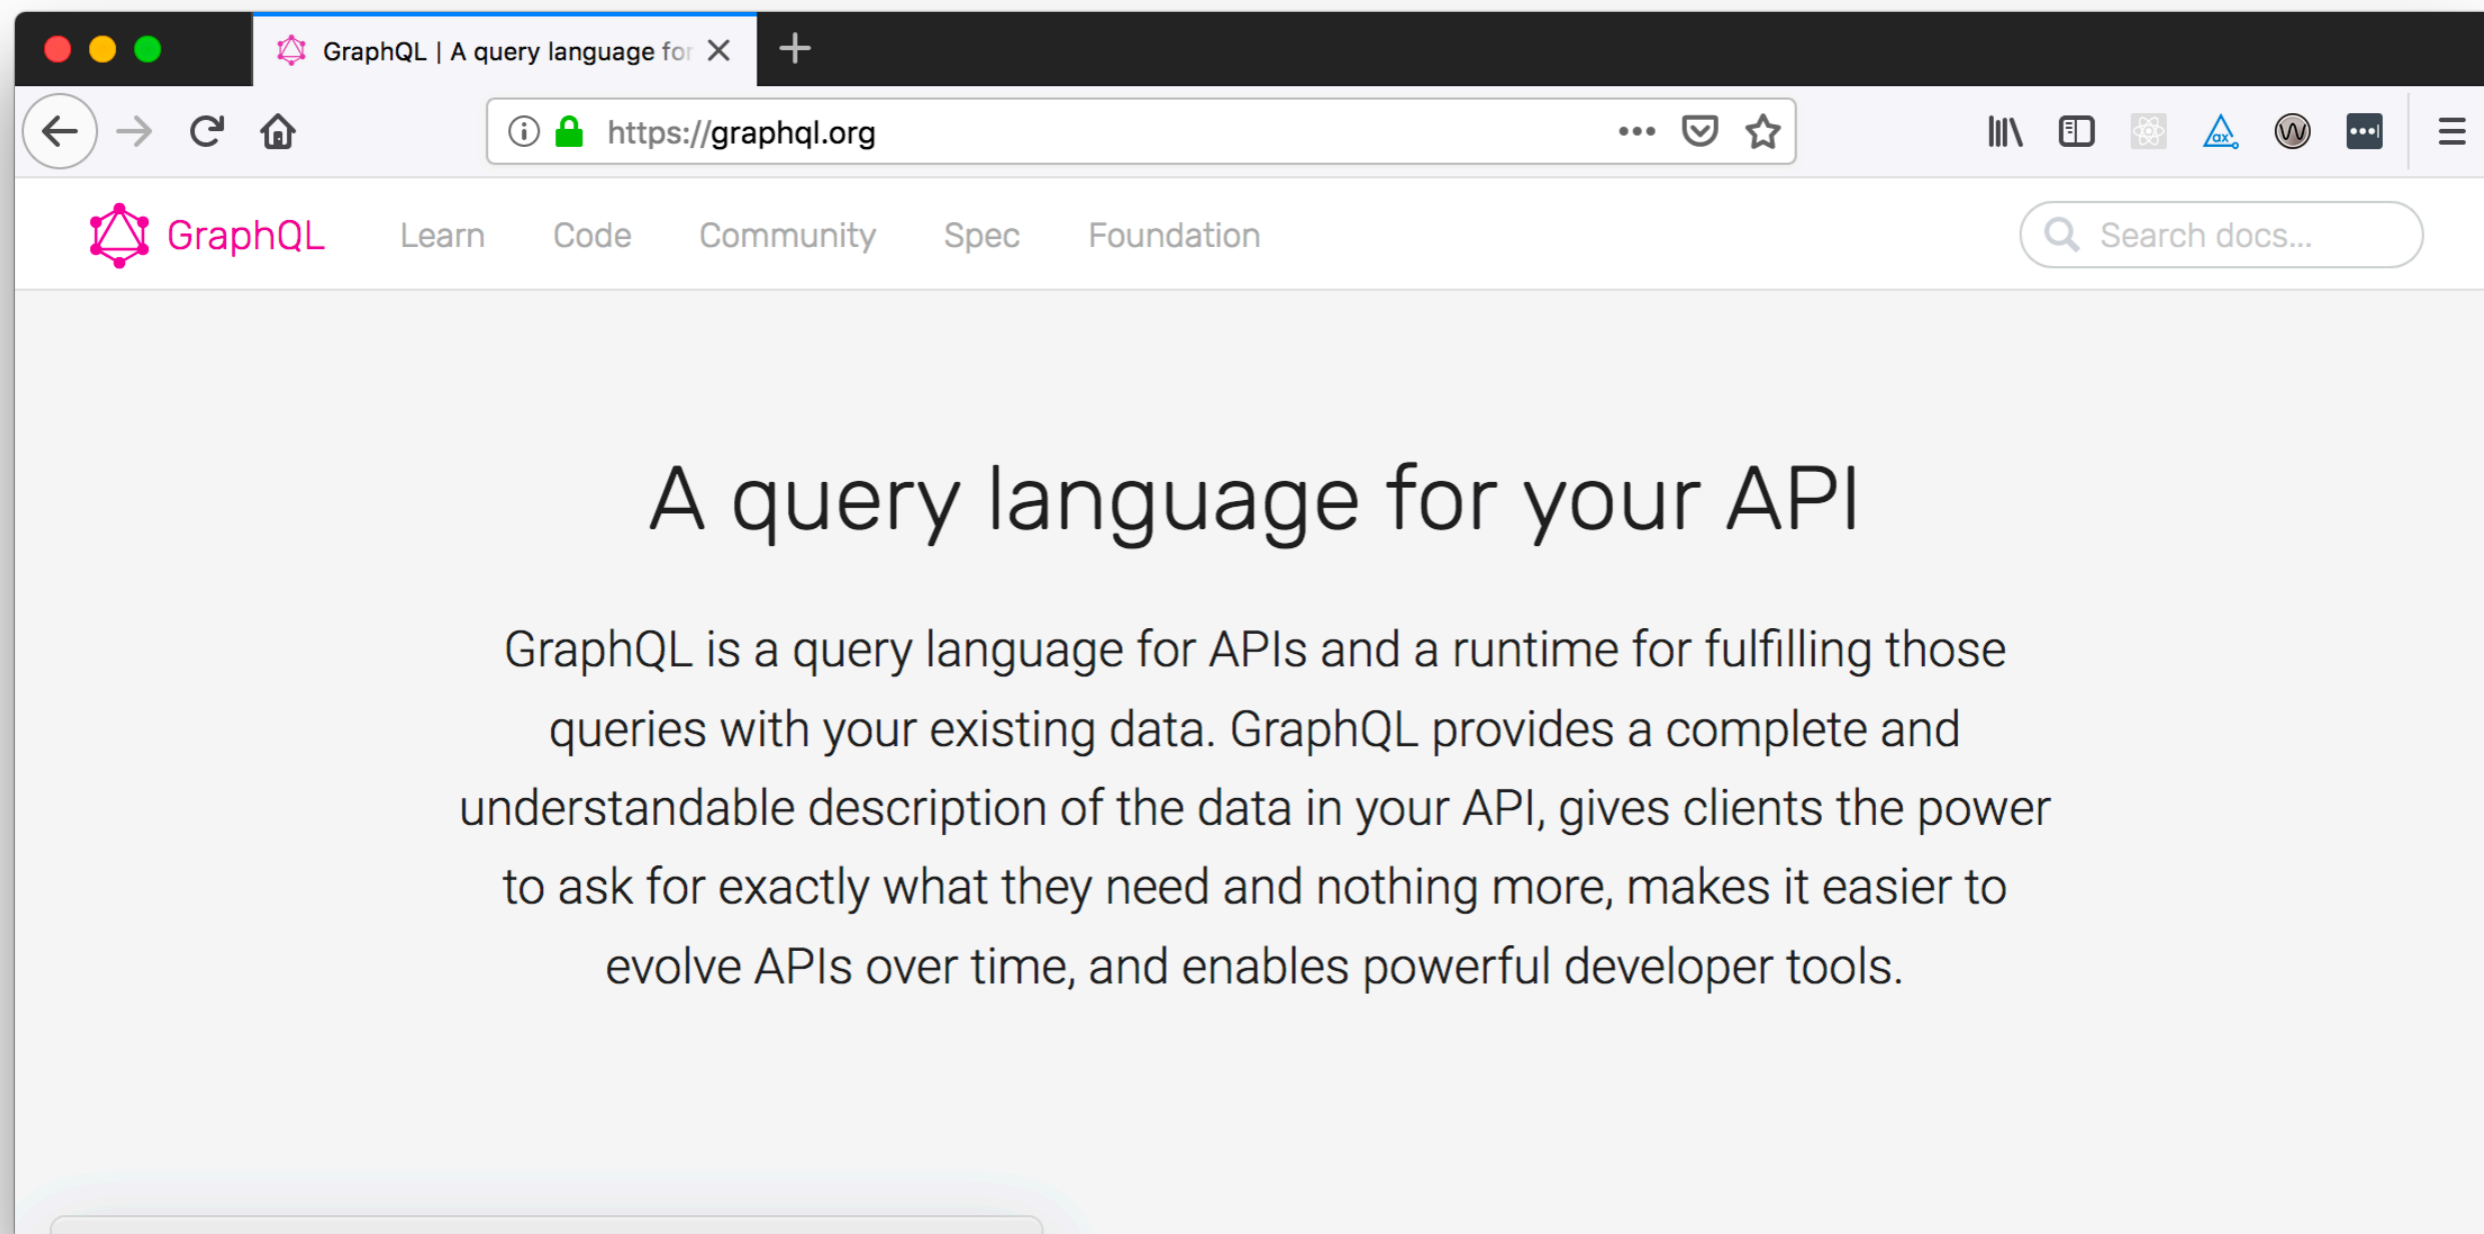 GraphQL | A query language for
https://graphql.org
GraphQL Learn Code Community Spec Foundation Search docs...
A query language for your API
GraphQL is a query language for APIs and a runtime for fulfilling those
queries with your existing data. GraphQL provides a complete and
understandable description of the data in your API, gives clients the power
to ask for exactly what they need and nothing more, makes it easier to
evolve APIs over time, and enables powerful developer tools.